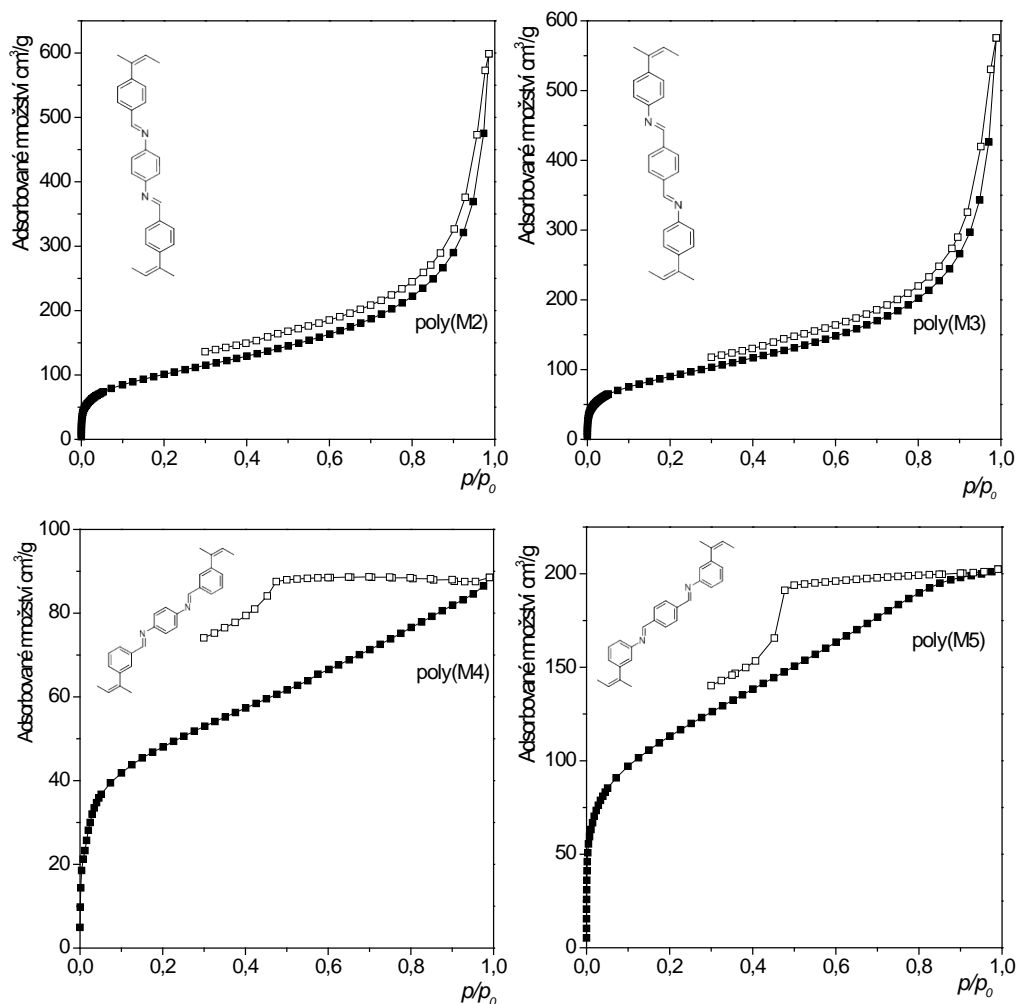 Adsorbované množství cm³/g
600
500
400
300
200
100
0
0,0 0,2 0,4 0,6 0,8 1,0
p/p₀
poly(M2)
N
N
Adsorbované množství cm³/g
600
500
400
300
200
100
0
0,0 0,2 0,4 0,6 0,8 1,0
p/p₀
poly(M3)
N
N
Adsorbované množství cm³/g
100
80
60
40
20
0
0,0 0,2 0,4 0,6 0,8 1,0
p/p₀
poly(M4)
N
N
Adsorbované množství cm³/g
200
150
100
50
0
0,0 0,2 0,4 0,6 0,8 1,0
p/p₀
poly(M5)
N
N